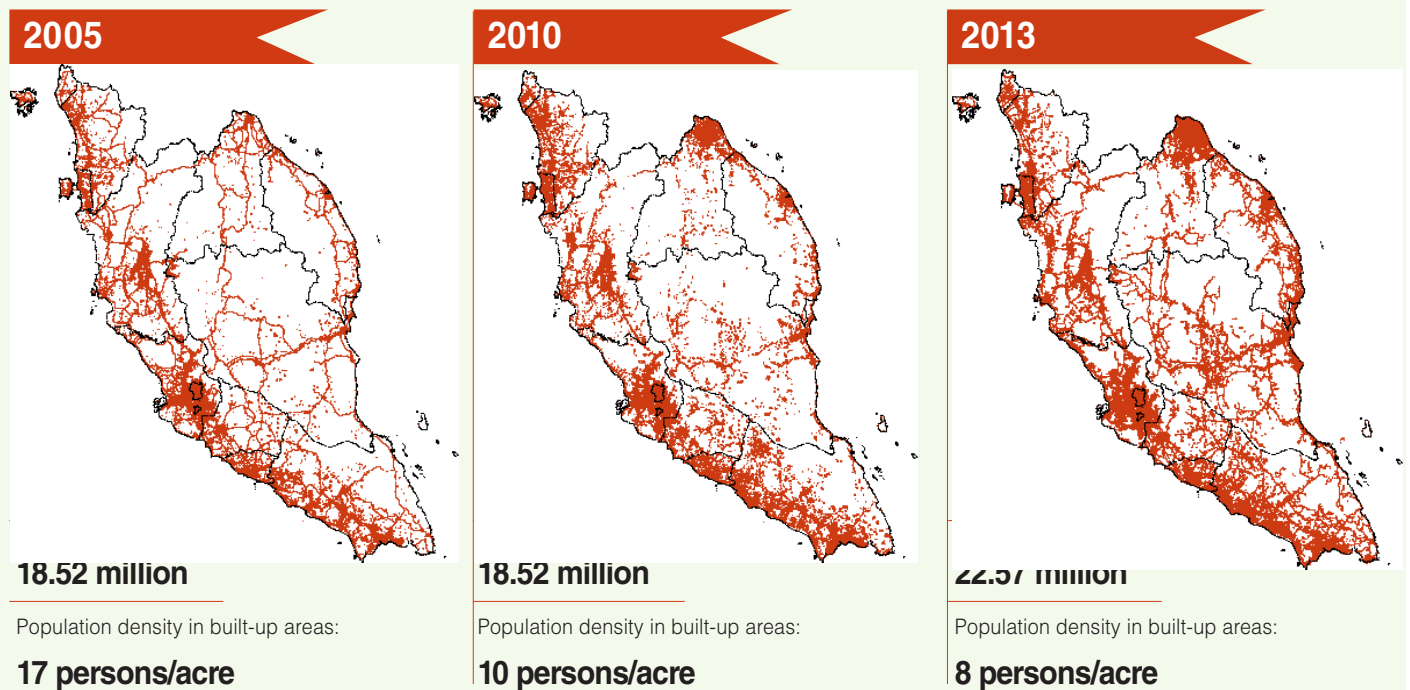 2005
18.52 million
Population density in built-up areas:
17 persons/acre
2010
18.52 million
Population density in built-up areas:
10 persons/acre
2013
22.57 million
Population density in built-up areas:
8 persons/acre